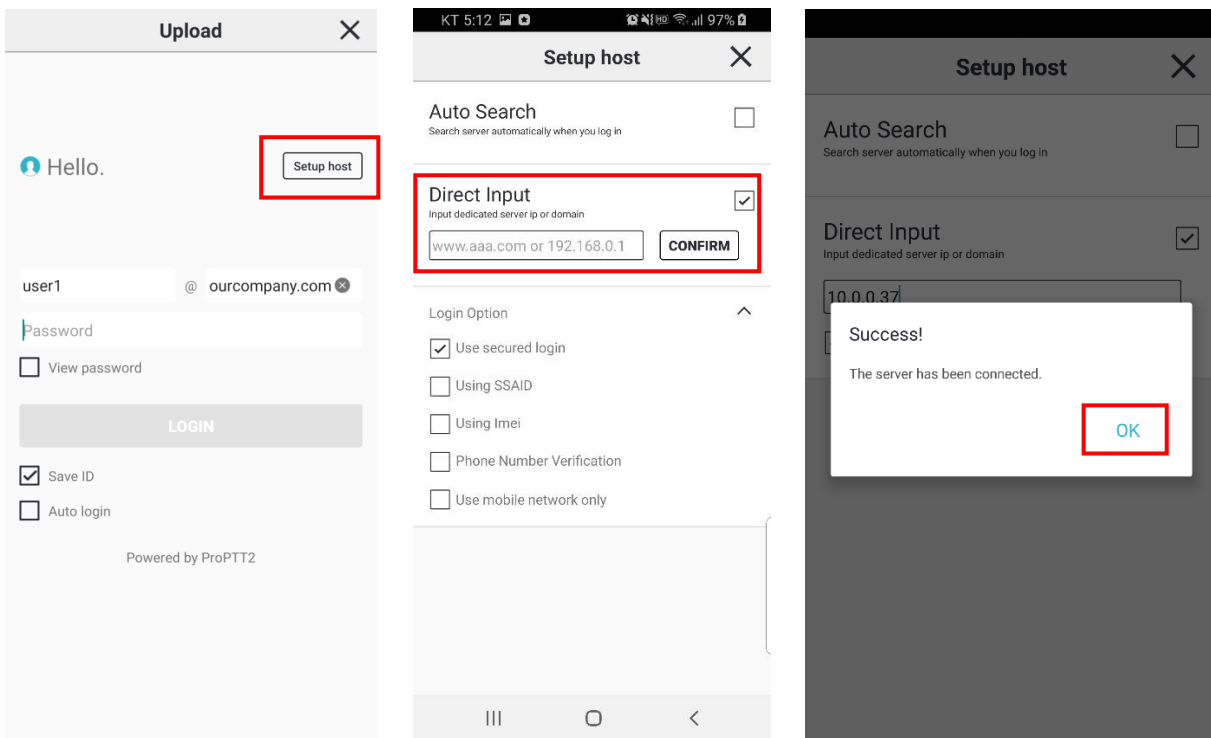 Upload
Hello.
Setup host
user1 @ ourcompany.com
Password
View password
LOGIN
Save ID
Auto login
Powered by ProPTT2
KT 5:12 97%
Setup host
Auto Search
Search server automatically when you log in
Direct Input
Input dedicated server ip or domain
www.aaa.com or 192.168.0.1 CONFIRM
Login Option
Use secured login
Using SSAID
Using Imei
Phone Number Verification
Use mobile network only
Setup host
Auto Search
Search server automatically when you log in
Direct Input
Input dedicated server ip or domain
10.0.0.37
Success!
The server has been connected.
OK